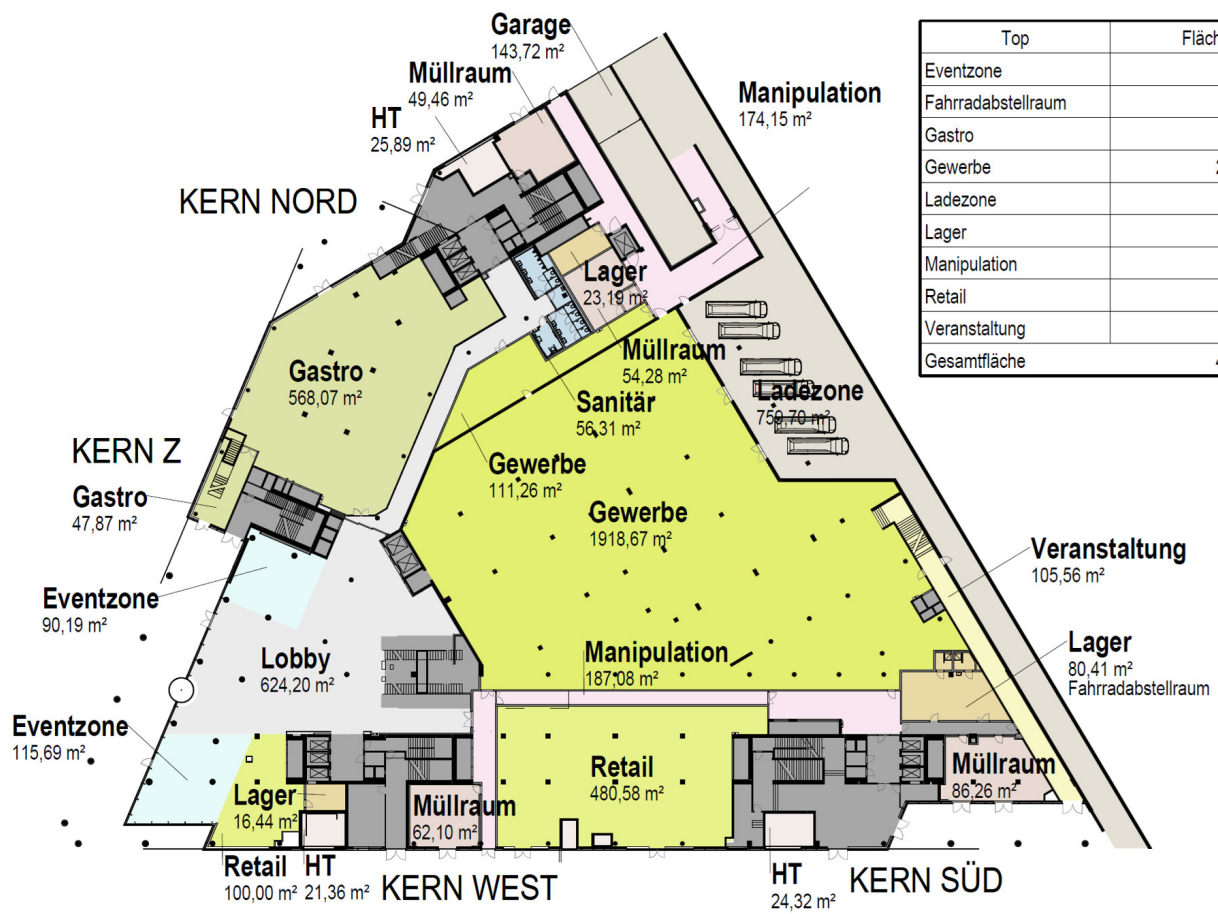 Garage
143,72 m²
Müllraum
49,46 m²
HT
25,89 m²
Manipulation
174,15 m²
KERN NORD
Lager
23,19 m²
Müllraum
54,28 m²
Sanitär
56,31 m²
Ladezone
759,70 m²
Gastro
568,07 m²
KERN Z
Gastro
47,87 m²
Gewerbe
111,26 m²
Gewerbe
1918,67 m²
Veranstaltung
105,56 m²
Eventzone
90,19 m²
Lobby
624,20 m²
Manipulation
187,08 m²
Lager
80,41 m²
Fahrradabstellraum
Eventzone
115,69 m²
Lager
16,44 m²
Müllraum
62,10 m²
Retail
480,58 m²
Müllraum
86,26 m²
Retail
100,00 m²
HT
21,36 m²
KERN WEST
HT
24,32 m²
KERN SÜD
Top Fläch
Eventzone
Fahrradabstellraum
Gastro
Gewerbe 2
Ladezone
Lager
Manipulation
Retail
Veranstaltung
Gesamtfläche 4